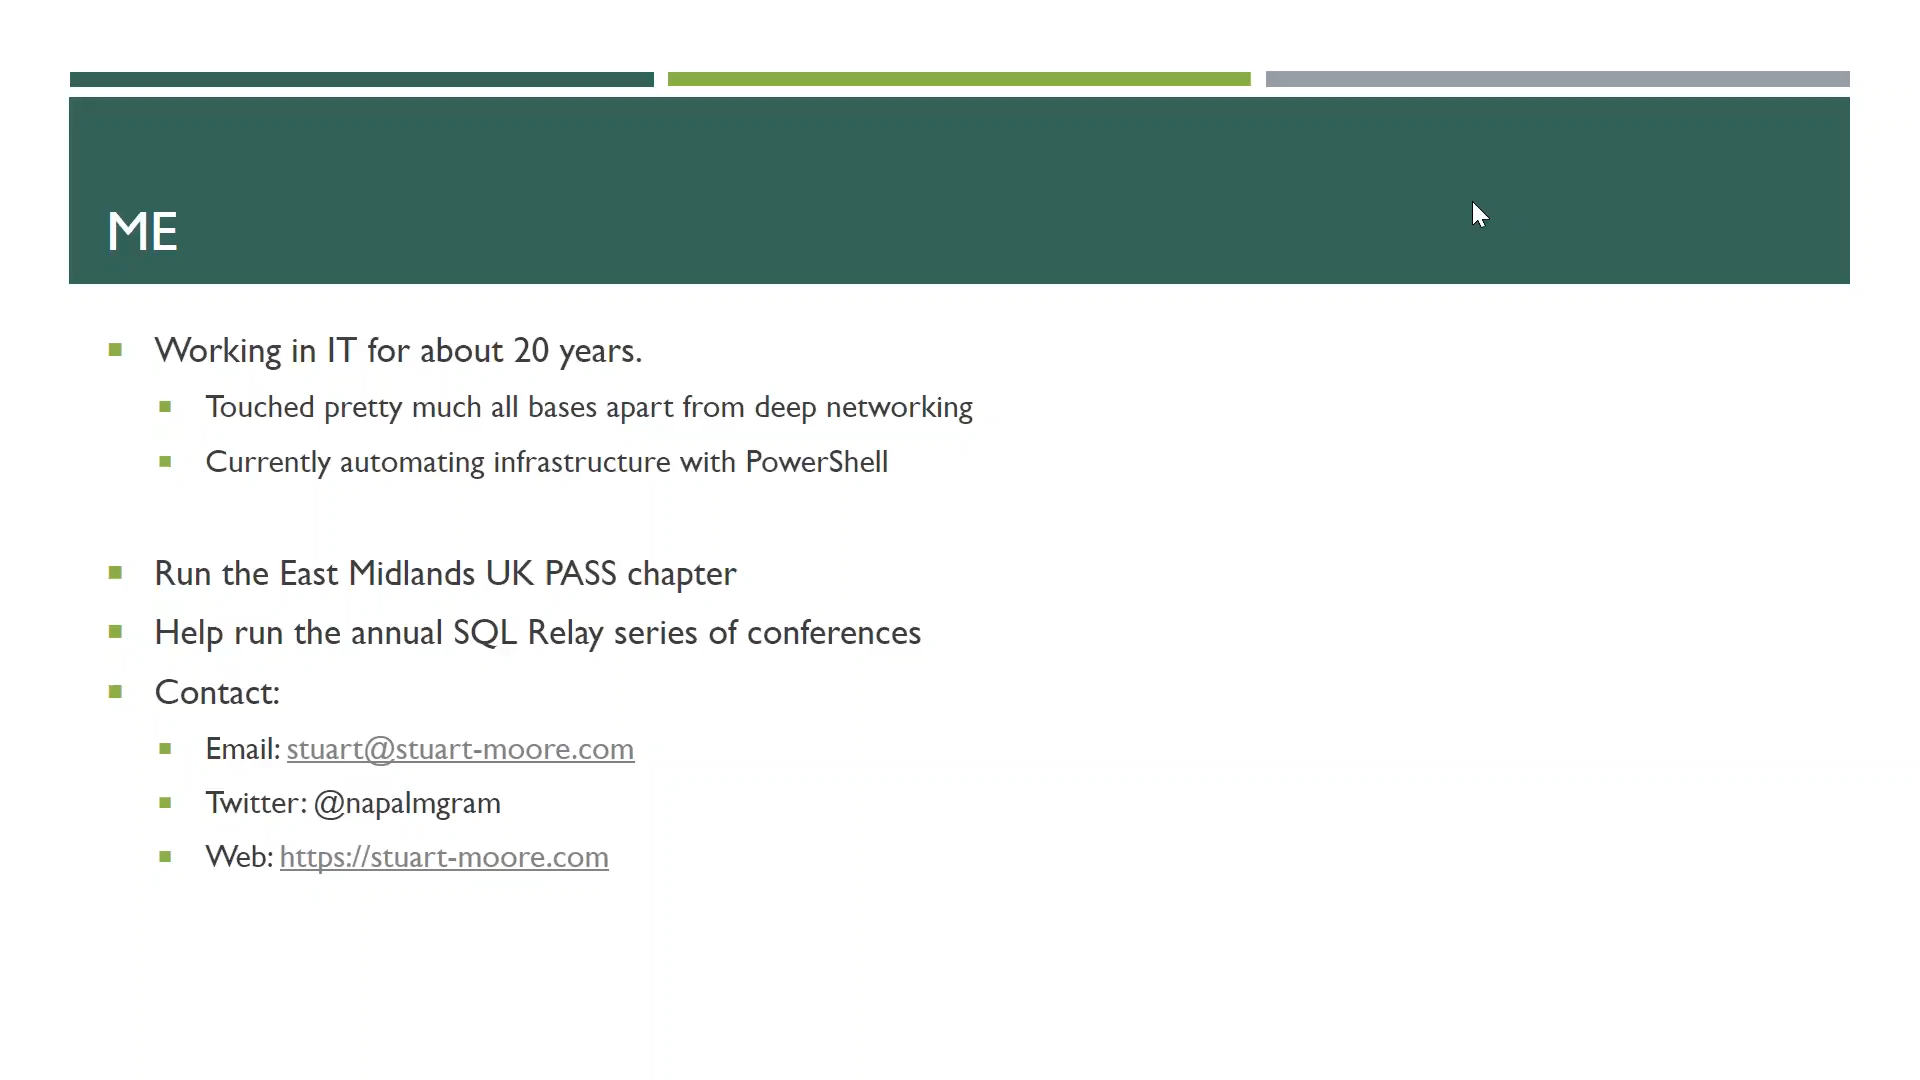 ME
Working in IT for about 20 years.
Touched pretty much all bases apart from deep networking
Currently automating infrastructure with PowerShell
Run the East Midlands UK PASS chapter
Help run the annual SQL Relay series of conferences
Contact:
Email: stuart@stuart-moore.com
Twitter: @napalmgram
Web: https://stuart-moore.com